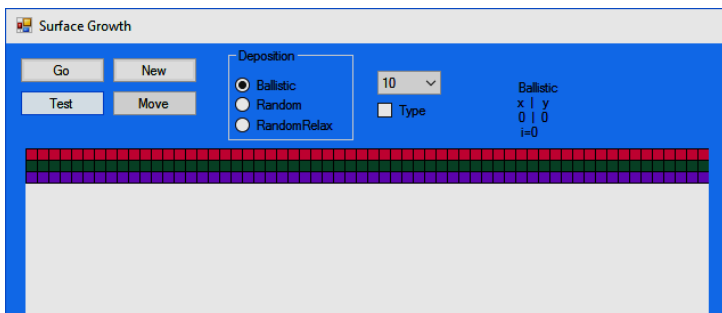 Surface Growth
Go
New
Test
Move
Deposition
Ballistic
Random
RandomRelax
10
Type
Ballistic
x | y
0 | 0
i=0